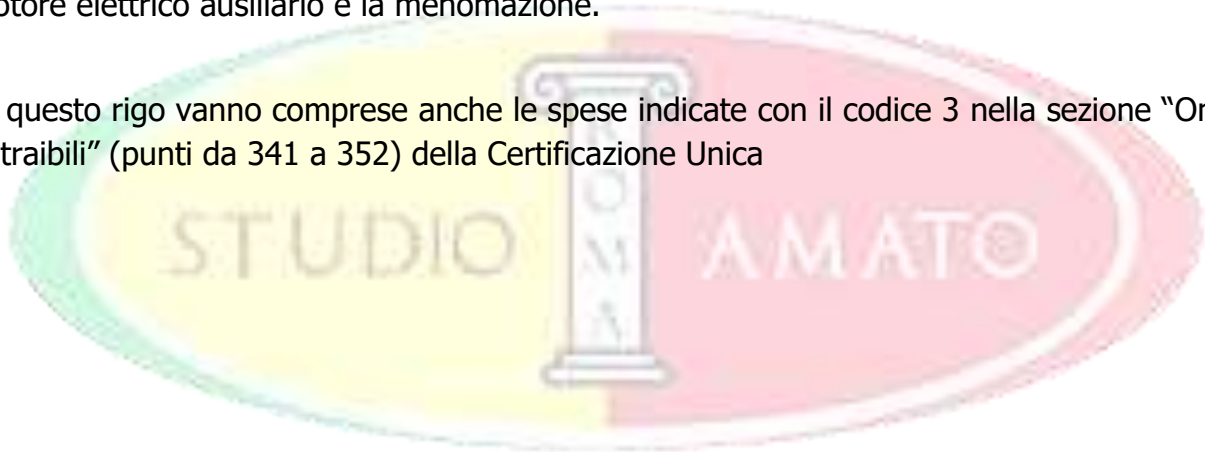 otore elettrico ausiliario e la menomazione.
questo rigo vanno comprese anche le spese indicate con il codice 3 nella sezione “On
traibili” (punti da 341 a 352) della Certificazione Unica
STUDIO ROMA AMATO